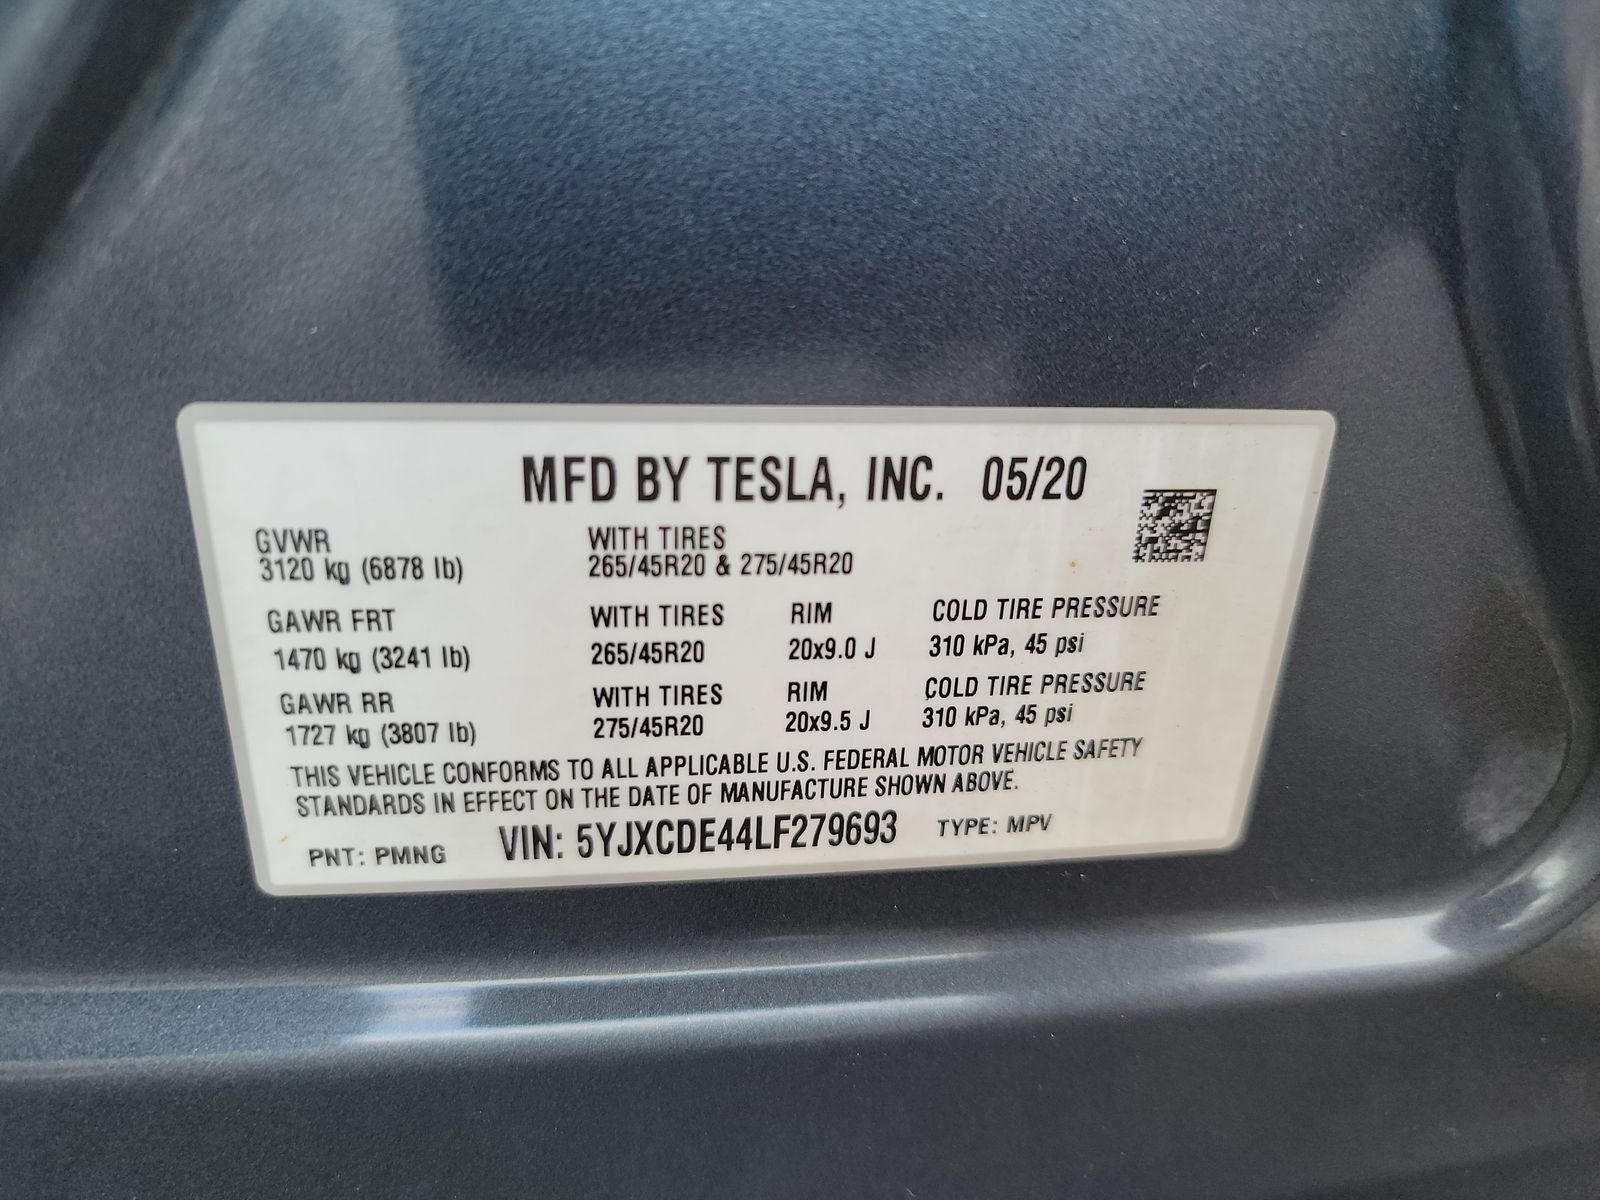 MFD BY TESLA, INC. 05/20
GVWR WITH TIRES
3120 kg (6878 lb) 265/45R20 & 275/45R20
GAWR FRT WITH TIRES RIM COLD TIRE PRESSURE
1470 kg (3241 lb) 265/45R20 20x9.0 J 310 kPa, 45 psi
GAWR RR WITH TIRES RIM COLD TIRE PRESSURE
1727 kg (3807 lb) 275/45R20 20x9.5 J 310 kPa, 45 psi
THIS VEHICLE CONFORMS TO ALL APPLICABLE U.S. FEDERAL MOTOR VEHICLE SAFETY
STANDARDS IN EFFECT ON THE DATE OF MANUFACTURE SHOWN ABOVE.
PNT: PMNG VIN: 5YJXCDE44LF279693 TYPE: MPV